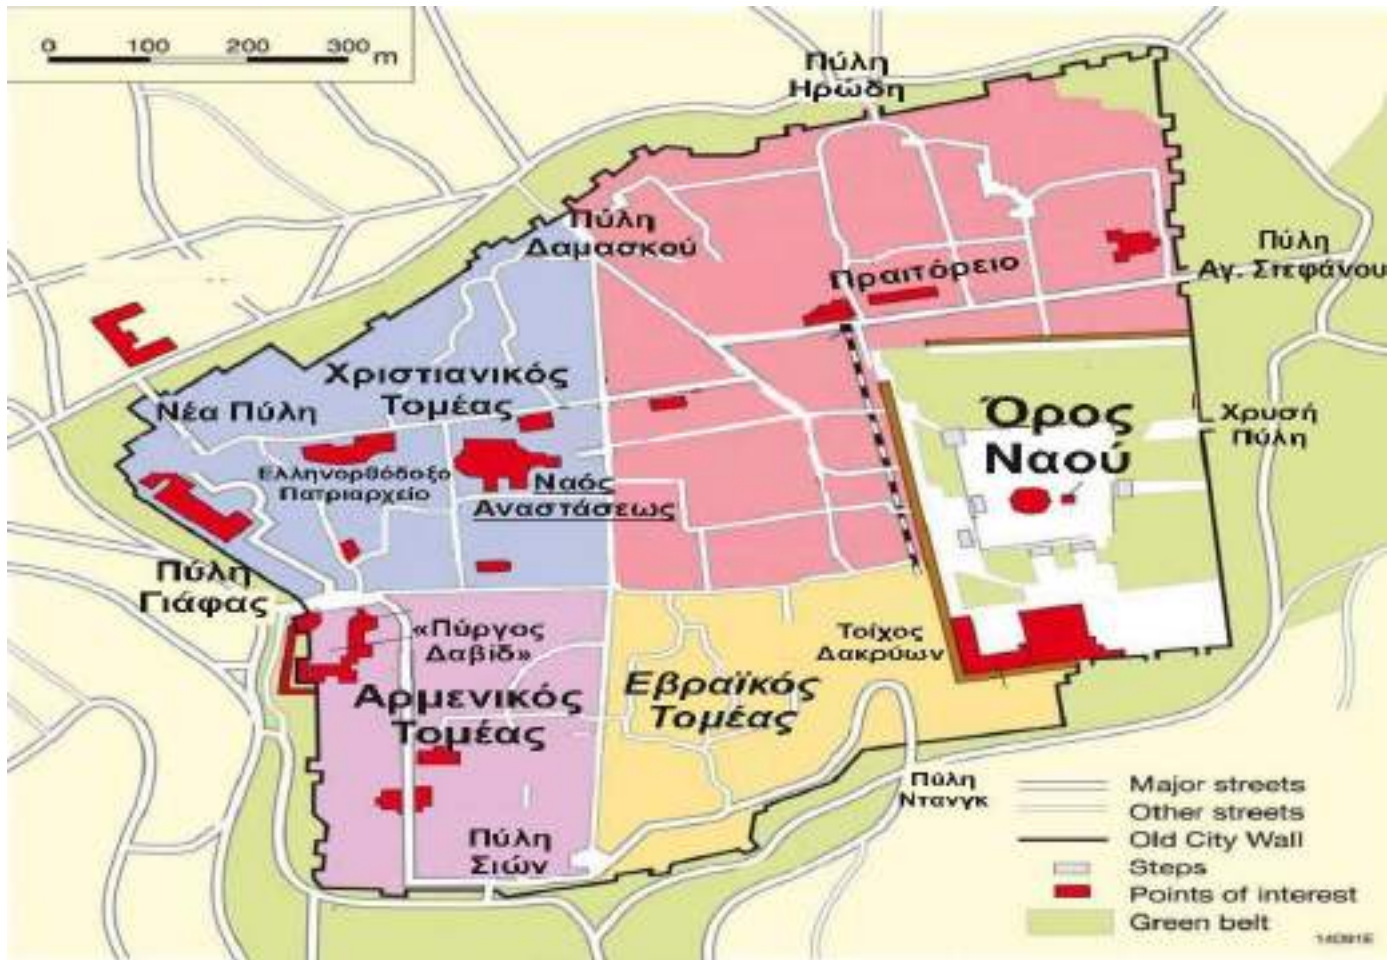 0 100 200 300 m
Πύλη
Ηρώδη
Πύλη
Δαμασκού
Πραιτόρειο
Πύλη
Αγ. Στεφάνου
Χριστιανικός
Τομέας
Νέα Πύλη
Όρος
Ναού
Χρυσή
Πύλη
Ελληνορθόδοξο
Πατριαρχείο
Ναός
Αναστάσεως
Πύλη
Γιάφας
«Πύργος
Δαβίδ»
Τοίχος
Δακρύων
Αρμενικός
Τομέας
Εβραϊκός
Τομέας
Πύλη
Ντανγκ
Πύλη
Σιών
Major streets
Other streets
Old City Wall
Steps
Points of interest
Green belt
14091E